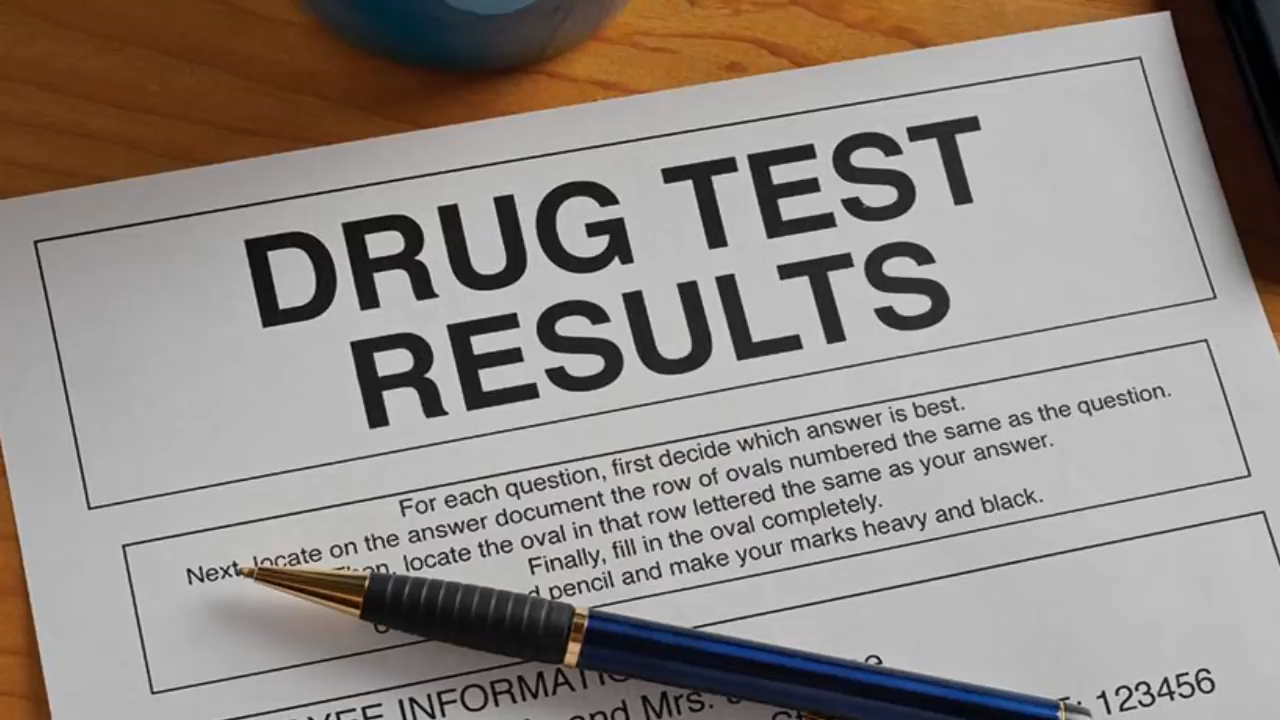 DRUG TEST
RESULTS
For each question, first decide which answer is best.
Next, locate on the answer document the row of ovals numbered the same as the question.
locate the oval in that row lettered the same as your answer.
Finally, fill in the oval completely.
pencil and make your marks heavy and black.
INFORMATI
and Mrs.
123456